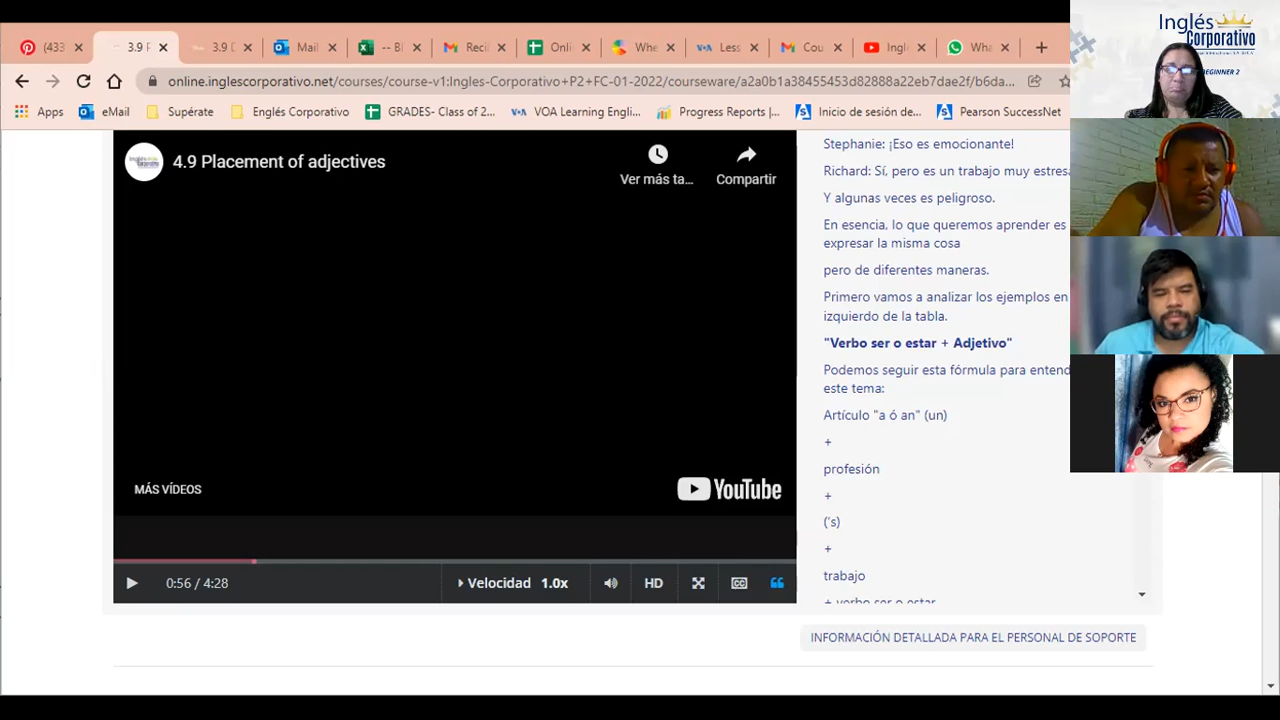 (433
3.9 P
3.9 D
Mail
-- Bl
Reci
Onli
Whe
Less
Cou
Ingl
Wha
online.inglescorporativo.net/courses/course-v1:Ingles-Corporativo+P2+FC-01-2022/courseware/a2a0b1a38455453d82888a2eb7dae2f/b6da...
Apps
eMail
Supérate
Englés Corporativo
GRADES- Class of 2...
VOA Learning Engli...
Progress Reports |...
Inicio de sesión de...
Pearson SuccessNet
Inglés
Corporativo
BEGINNER 2
4.9 Placement of adjectives
Ver más ta...
Compartir
MÁS VÍDEOS
YouTube
0:56 / 4:28
Velocidad 1.0x
HD
Stephanie: ¡Eso es emocionante!
Richard: Sí, pero es un trabajo muy estresa
Y algunas veces es peligroso.
En esencia, lo que queremos aprender es
expresar la misma cosa
pero de diferentes maneras.
Primero vamos a analizar los ejemplos en
izquierdo de la tabla.
"Verbo ser o estar + Adjetivo"
Podemos seguir esta fórmula para entend
este tema:
Artículo "a ó an" (un)
+
profesión
+
('s)
+
trabajo
+ verbo ser o estar
INFORMACIÓN DETALLADA PARA EL PERSONAL DE SOPORTE